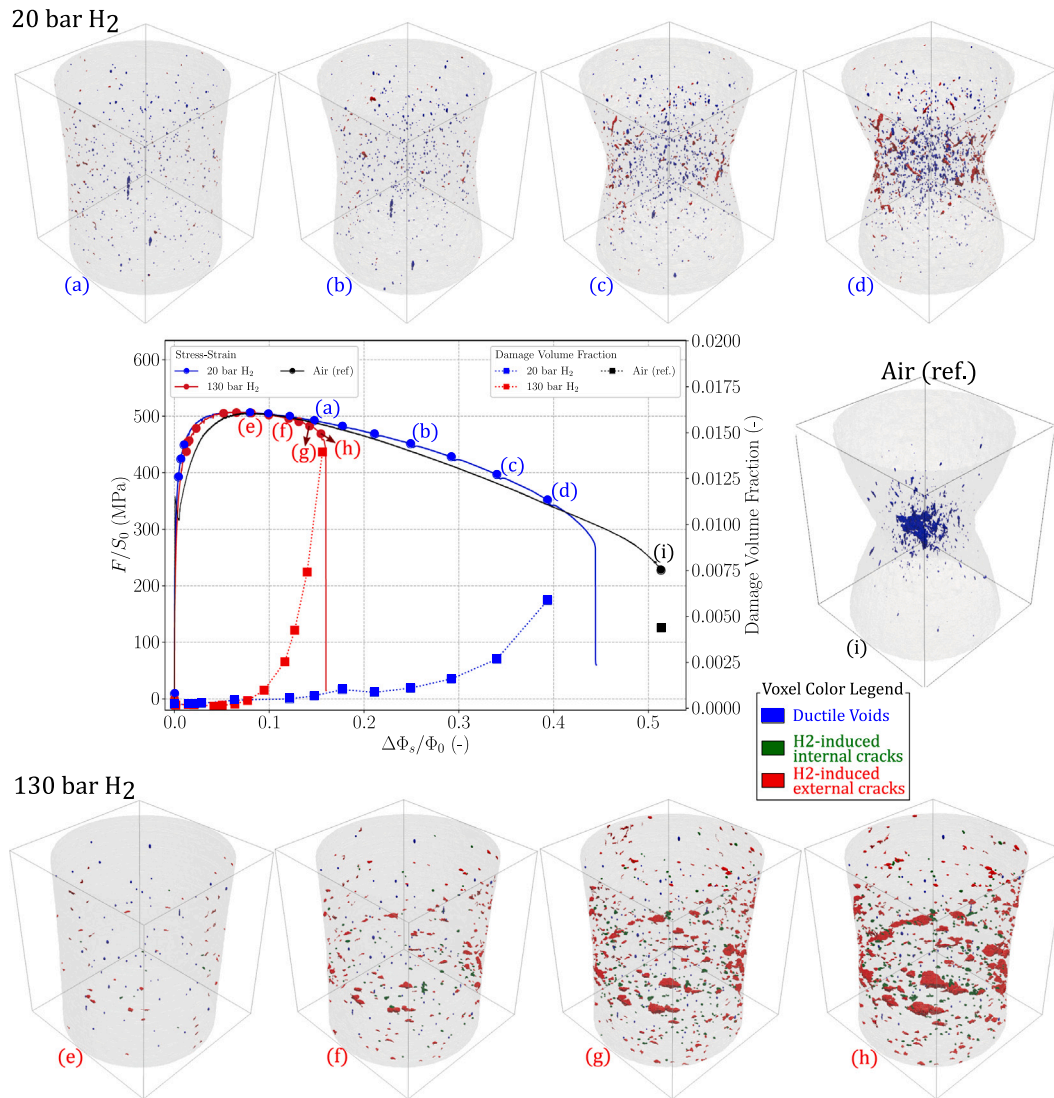 20 bar H2
(a)
(b)
(c)
(d)
Stress-Strain
20 bar H2
130 bar H2
Air (ref)
Damage Volume Fraction
20 bar H2
130 bar H2
Air (ref.)
600
500
400
300
200
100
0
F/S0 (MPa)
0.0
0.1
0.2
0.3
0.4
0.5
ΔΦs/Φ0 (-)
0.0200
0.0175
0.0150
0.0125
0.0100
0.0075
0.0050
0.0025
0.0000
Damage Volume Fraction (-)
(a)
(b)
(c)
(d)
(e)
(f)
(g)
(h)
(i)
Air (ref.)
(i)
Voxel Color Legend
Ductile Voids
H2-induced
internal cracks
H2-induced
external cracks
130 bar H2
(e)
(f)
(g)
(h)